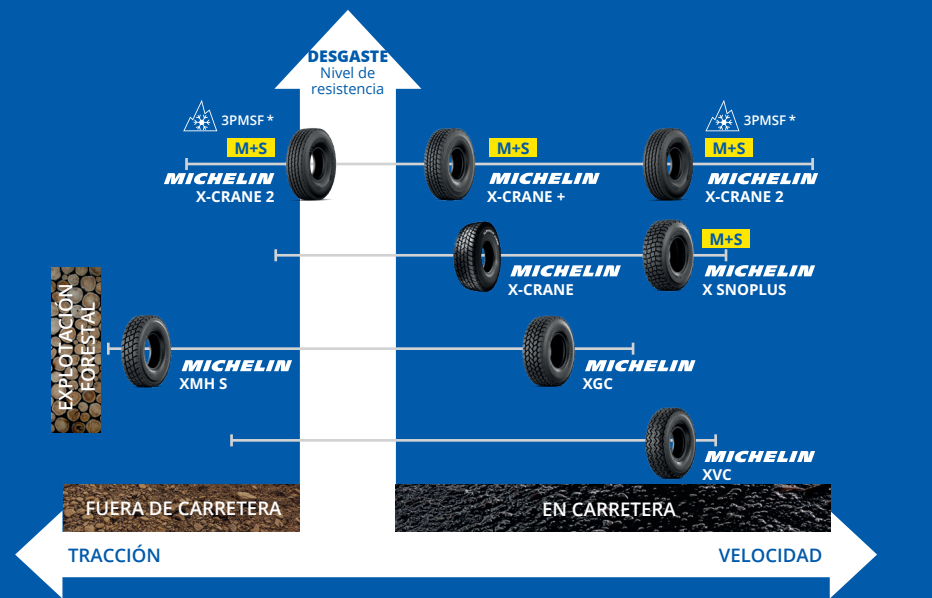 DESGASTE
Nivel de
resistencia
3PMSF *
M+S
MICHELIN
X-CRANE 2
M+S
MICHELIN
X-CRANE +
3PMSF *
M+S
MICHELIN
X-CRANE 2
MICHELIN
X-CRANE
M+S
MICHELIN
X SNOPLUS
EXPLOTACIÓN
FORESTAL
MICHELIN
XMH S
MICHELIN
XGC
MICHELIN
XVC
FUERA DE CARRETERA
EN CARRETERA
TRACCIÓN
VELOCIDAD